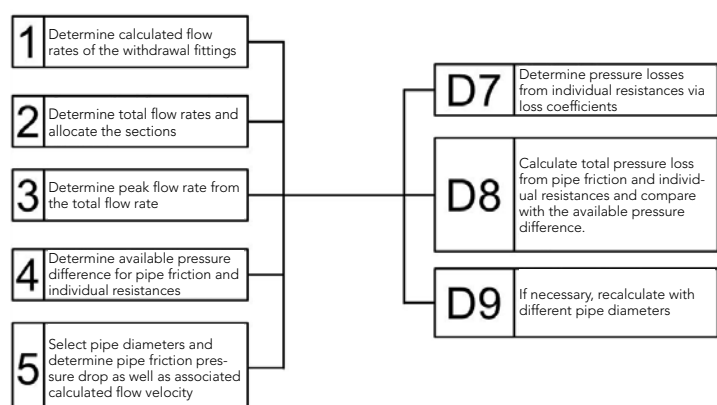 1
Determine calculated flow
rates of the withdrawal fittings
2
Determine total flow rates and
allocate the sections
3
Determine peak flow rate from
the total flow rate
4
Determine available pressure
difference for pipe friction and
individual resistances
5
Select pipe diameters and
determine pipe friction pres-
sure drop as well as associated
calculated flow velocity
D7
Determine pressure losses
from individual resistances via
loss coefficients
D8
Calculate total pressure loss
from pipe friction and individ-
ual resistances and compare
with the available pressure
difference.
D9
If necessary, recalculate with
different pipe diameters